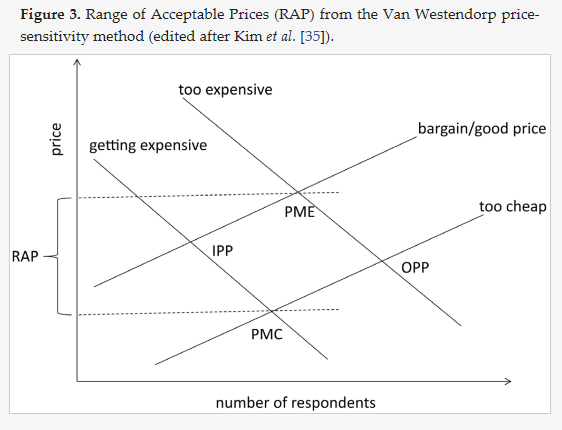 Figure 3. Range of Acceptable Prices (RAP) from the Van Westendorp price-
sensitivity method (edited after Kim et al. [35]).
too expensive
bargain/good price
price
getting expensive
too cheap
PME
RAP
IPP
OPP
PMC
number of respondents